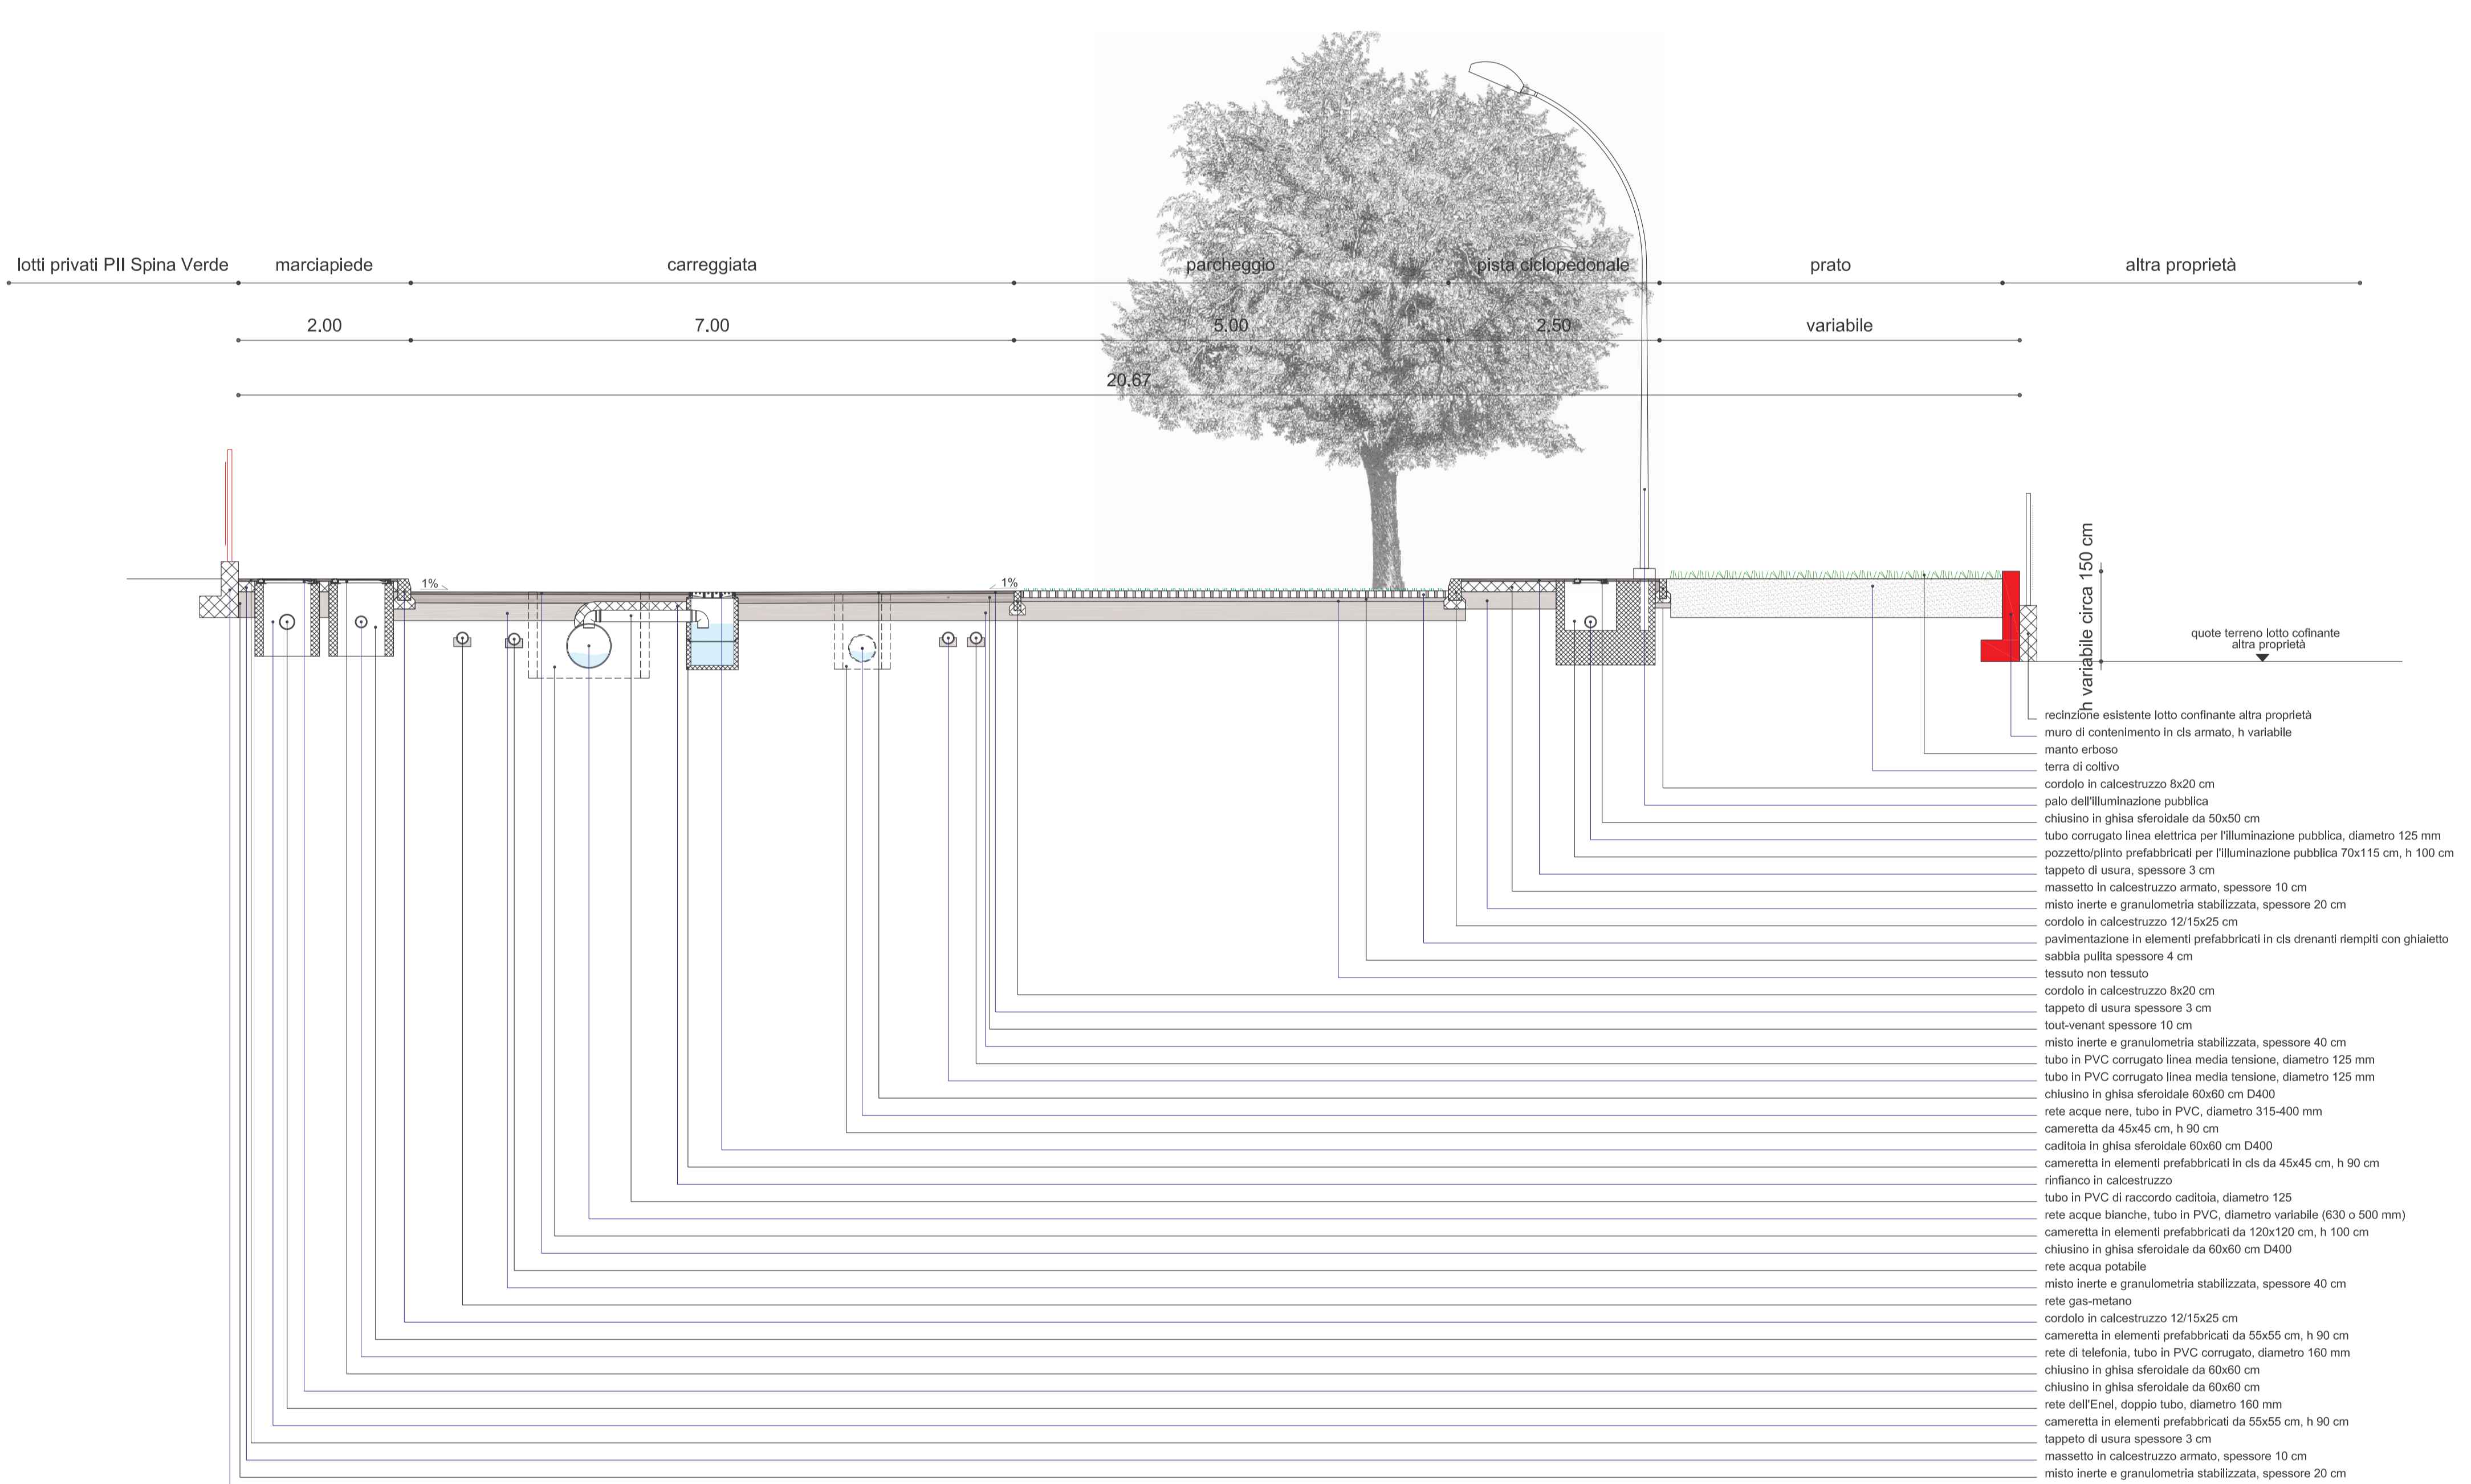 lotti privati PII Spina Verde
marciapiede
carreggiata
parcheggio
pista ciclopedonale
prato
altra proprietà
2.00
7.00
5.00
2.50
variabile
20.67
1%
1%
h variabile circa 150 cm
quote terreno lotto cofinante
altra proprietà
recinzione esistente lotto confinante altra proprietà
muro di contenimento in cls armato, h variabile
manto erboso
terra di coltivo
cordolo in calcestruzzo 8x20 cm
palo dell'illuminazione pubblica
chiusino in ghisa sferoidale da 50x50 cm
tubo corrugato linea elettrica per l'illuminazione pubblica, diametro 125 mm
pozzetto/plinto prefabbricati per l'illuminazione pubblica 70x115 cm, h 100 cm
tappeto di usura, spessore 3 cm
massetto in calcestruzzo armato, spessore 10 cm
misto inerte e granulometria stabilizzata, spessore 20 cm
cordolo in calcestruzzo 12/15x25 cm
pavimentazione in elementi prefabbricati in cls drenanti riempiti con ghiaietto
sabbia pulita spessore 4 cm
tessuto non tessuto
cordolo in calcestruzzo 8x20 cm
tappeto di usura spessore 3 cm
tout-venant spessore 10 cm
misto inerte e granulometria stabilizzata, spessore 40 cm
tubo in PVC corrugato linea media tensione, diametro 125 mm
tubo in PVC corrugato linea media tensione, diametro 125 mm
chiusino in ghisa sferoidale 60x60 cm D400
rete acque nere, tubo in PVC, diametro 315-400 mm
cameretta da 45x45 cm, h 90 cm
caditoia in ghisa sferoidale 60x60 cm D400
cameretta in elementi prefabbricati in cls da 45x45 cm, h 90 cm
rinfianco in calcestruzzo
tubo in PVC di raccordo caditoia, diametro 125
rete acque bianche, tubo in PVC, diametro variabile (630 o 500 mm)
cameretta in elementi prefabbricati da 120x120 cm, h 100 cm
chiusino in ghisa sferoidale da 60x60 cm D400
rete acqua potabile
misto inerte e granulometria stabilizzata, spessore 40 cm
rete gas-metano
cordolo in calcestruzzo 12/15x25 cm
cameretta in elementi prefabbricati da 55x55 cm, h 90 cm
rete di telefonia, tubo in PVC corrugato, diametro 160 mm
chiusino in ghisa sferoidale da 60x60 cm
chiusino in ghisa sferoidale da 60x60 cm
rete dell'Enel, doppio tubo, diametro 160 mm
cameretta in elementi prefabbricati da 55x55 cm, h 90 cm
tappeto di usura spessore 3 cm
massetto in calcestruzzo armato, spessore 10 cm
misto inerte e granulometria stabilizzata, spessore 20 cm